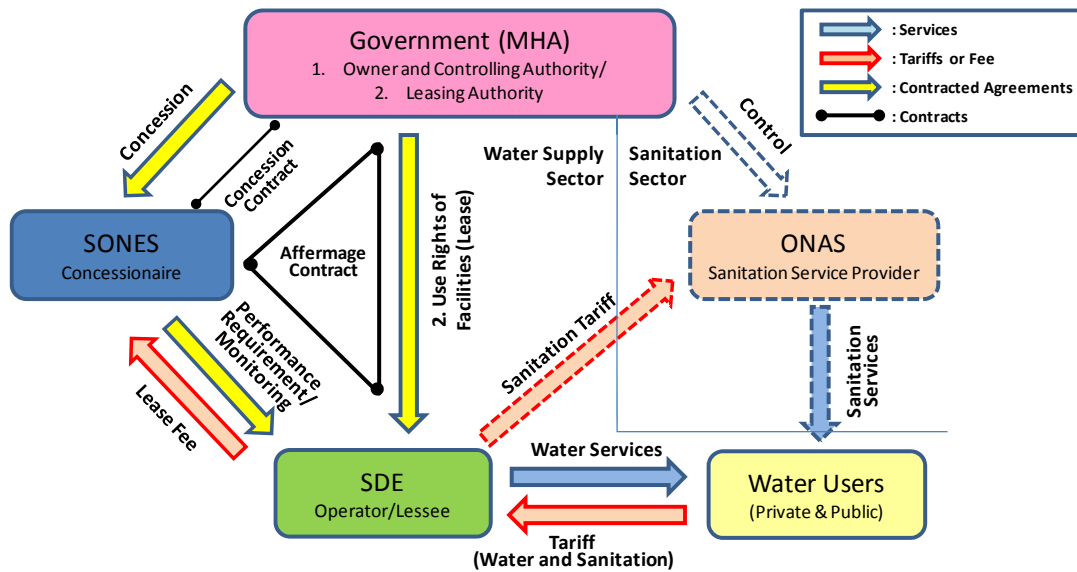 Government (MHA)
1. Owner and Controlling Authority/
2. Leasing Authority
: Services
: Tariffs or Fee
: Contracted Agreements
: Contracts
Concession
Concession
Contract
Water Supply
Sector
Sanitation
Sector
Control
SONES
Concessionaire
Affermage
Contract
2. Use Rights of
Facilities (Lease)
ONAS
Sanitation Service Provider
Performance
Requirement/
Monitoring
Lease Fee
Sanitation Tariff
Sanitation
Services
SDE
Operator/Lessee
Water Services
Tariff
(Water and Sanitation)
Water Users
(Private & Public)